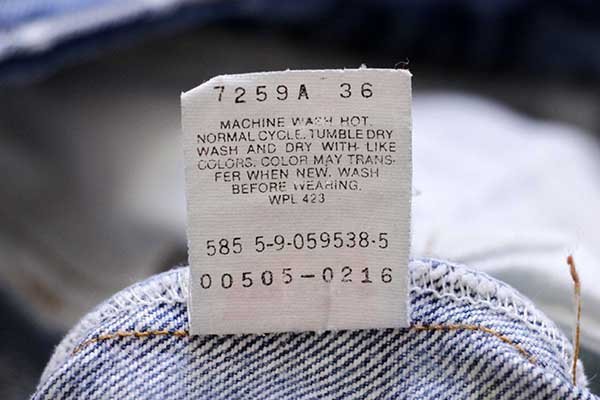 7259A 36
MACHINE WASH HOT.
NORMAL CYCLE. TUMBLE DRY
WASH AND DRY WITH LIKE
COLORS. COLOR MAY TRANS-
FER WHEN NEW. WASH
BEFORE WEARING.
WPL 423
585 5-9-059538-5
00505-0216